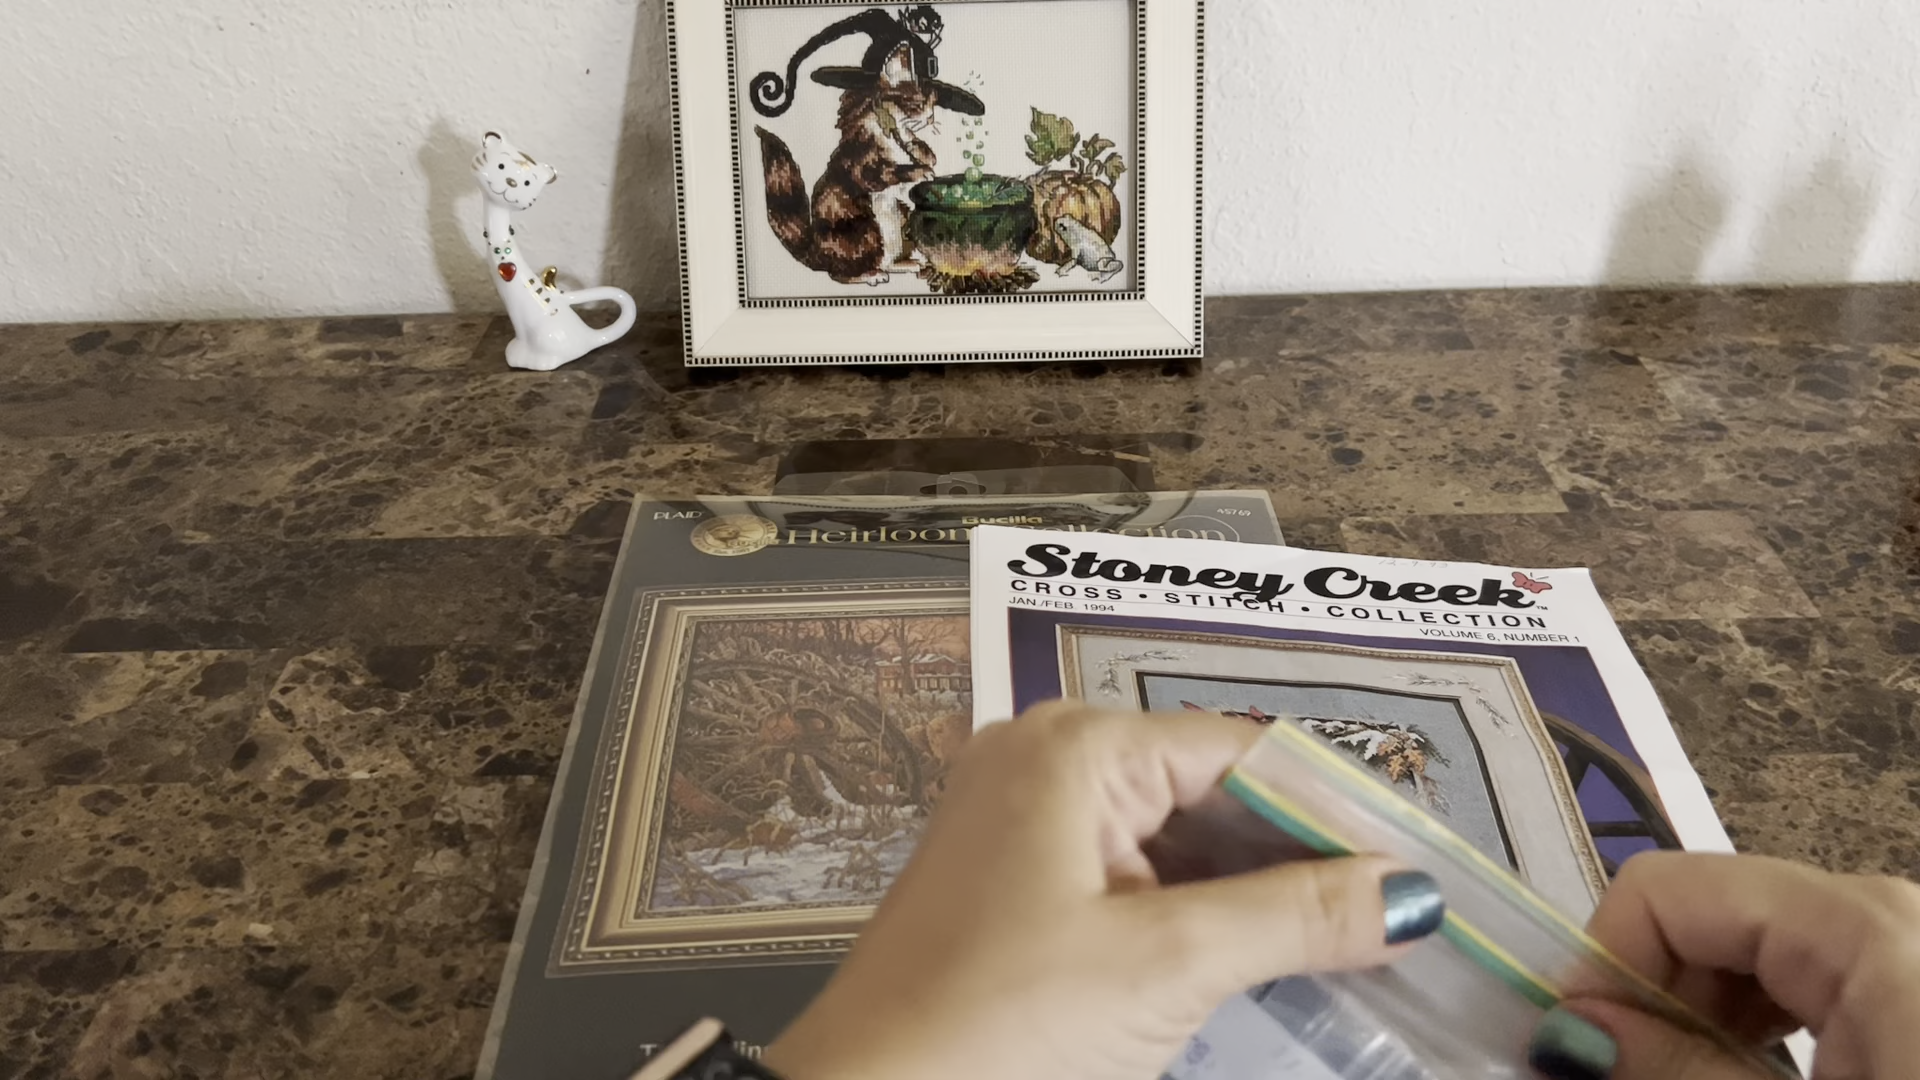 PLAID
Bucilla
Heirloom Collection
Stoney Creek
CROSS • STITCH • COLLECTION
JAN./FEB. 1994
VOLUME 6, NUMBER 1